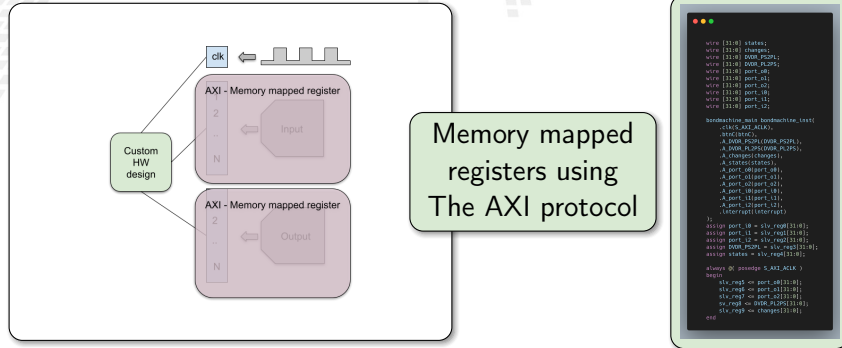 clk
AXI - Memory mapped register
1
2
...
N
Input
Custom
HW
design
AXI - Memory mapped register
2
...
N
Output
Memory mapped
registers using
The AXI protocol
wire [31:0] states;
wire [31:0] changes;
wire [31:0] DVDR_PS2PL;
wire [31:0] DVDR_PL2PS;
wire [31:0] port_o0;
wire [31:0] port_o1;
wire [31:0] port_o2;
wire [31:0] port_i0;
wire [31:0] port_i1;
wire [31:0] port_i2;
bondmachine_main bondmachine_inst(
.clk(S_AXI_ACLK),
.btnC(btnC),
.A_DVDR_PS2PL(DVDR_PS2PL),
.A_DVDR_PL2PS(DVDR_PL2PS),
.A_changes(changes),
.A_states(states),
.A_port_o0(port_o0),
.A_port_o1(port_o1),
.A_port_o2(port_o2),
.A_port_i0(port_i0),
.A_port_i1(port_i1),
.A_port_i2(port_i2),
.interrupt(interrupt)
);
assign port_i0 = slv_reg0[31:0];
assign port_i1 = slv_reg1[31:0];
assign port_i2 = slv_reg2[31:0];
assign DVDR_PS2PL = slv_reg3[31:0];
assign states = slv_reg4[31:0];
always @( posedge S_AXI_ACLK )
begin
slv_reg5 <= port_o0[31:0];
slv_reg6 <= port_o1[31:0];
slv_reg7 <= port_o2[31:0];
sv_reg8 <= DVDR_PL2PS[31:0];
slv_reg9 <= changes[31:0];
end